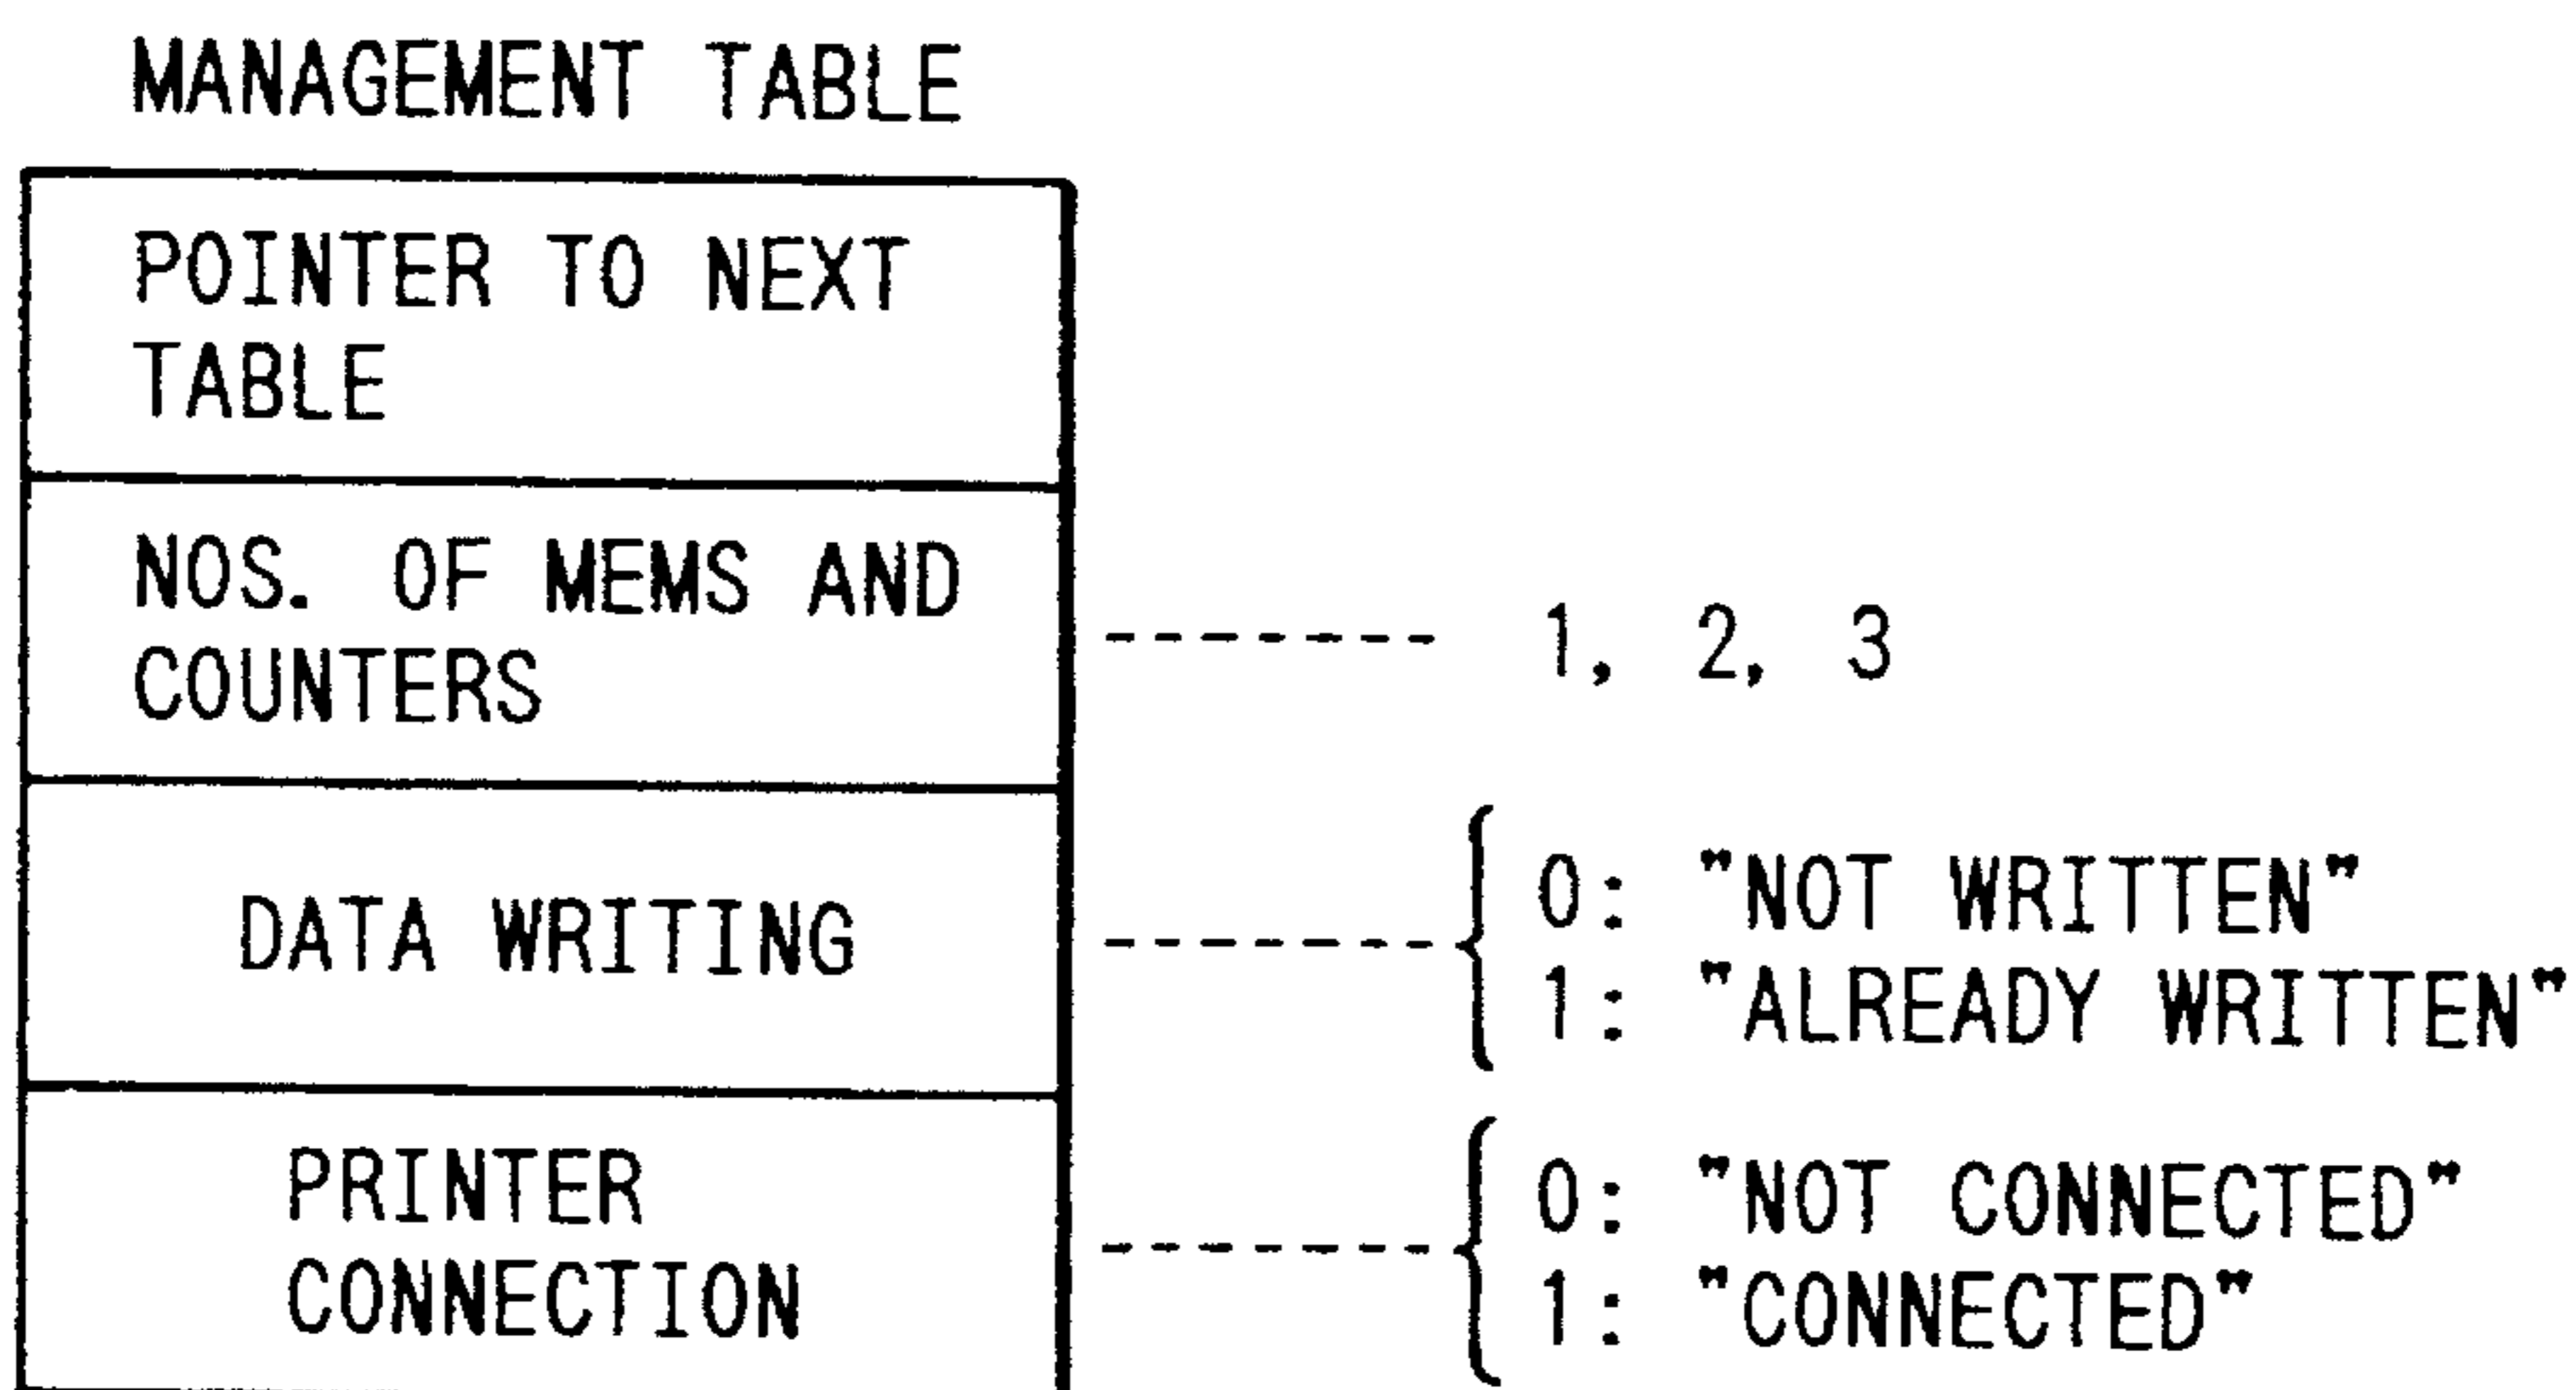 MANAGEMENT TABLE
POINTER TO NEXT
TABLE
NOS. OF MEMS AND
COUNTERS
1, 2, 3
DATA WRITING
0: "NOT WRITTEN"
1: "ALREADY WRITTEN"
PRINTER
CONNECTION
0: "NOT CONNECTED"
1: "CONNECTED"